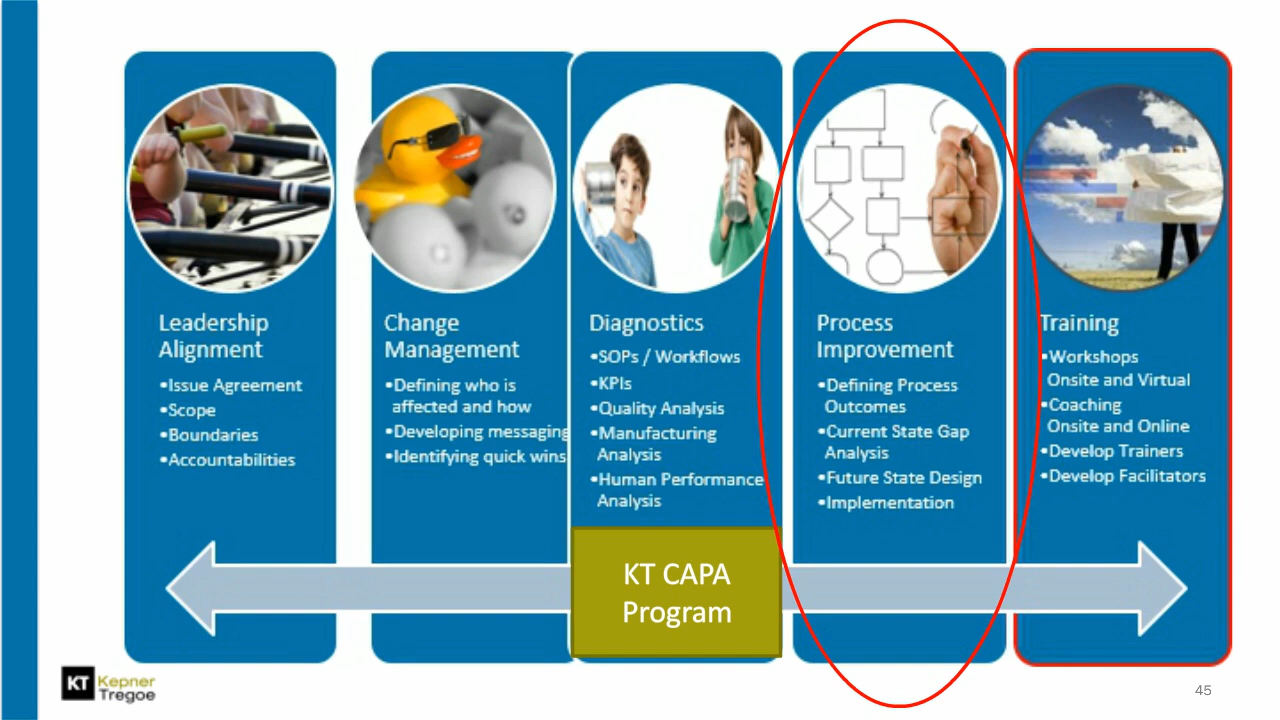 Leadership
Alignment
•Issue Agreement
•Scope
•Boundaries
•Accountabilities
Change
Management
•Defining who is
affected and how
•Developing messaging
•Identifying quick wins
Diagnostics
•SOPs / Workflows
•KPIs
•Quality Analysis
•Manufacturing
Analysis
•Human Performance
Analysis
Process
Improvement
•Defining Process
Outcomes
•Current State Gap
Analysis
•Future State Design
•Implementation
Training
•Workshops
Onsite and Virtual
•Coaching
Onsite and Online
•Develop Trainers
•Develop Facilitators
KT CAPA
Program
KT Kepner
Tregoe
45